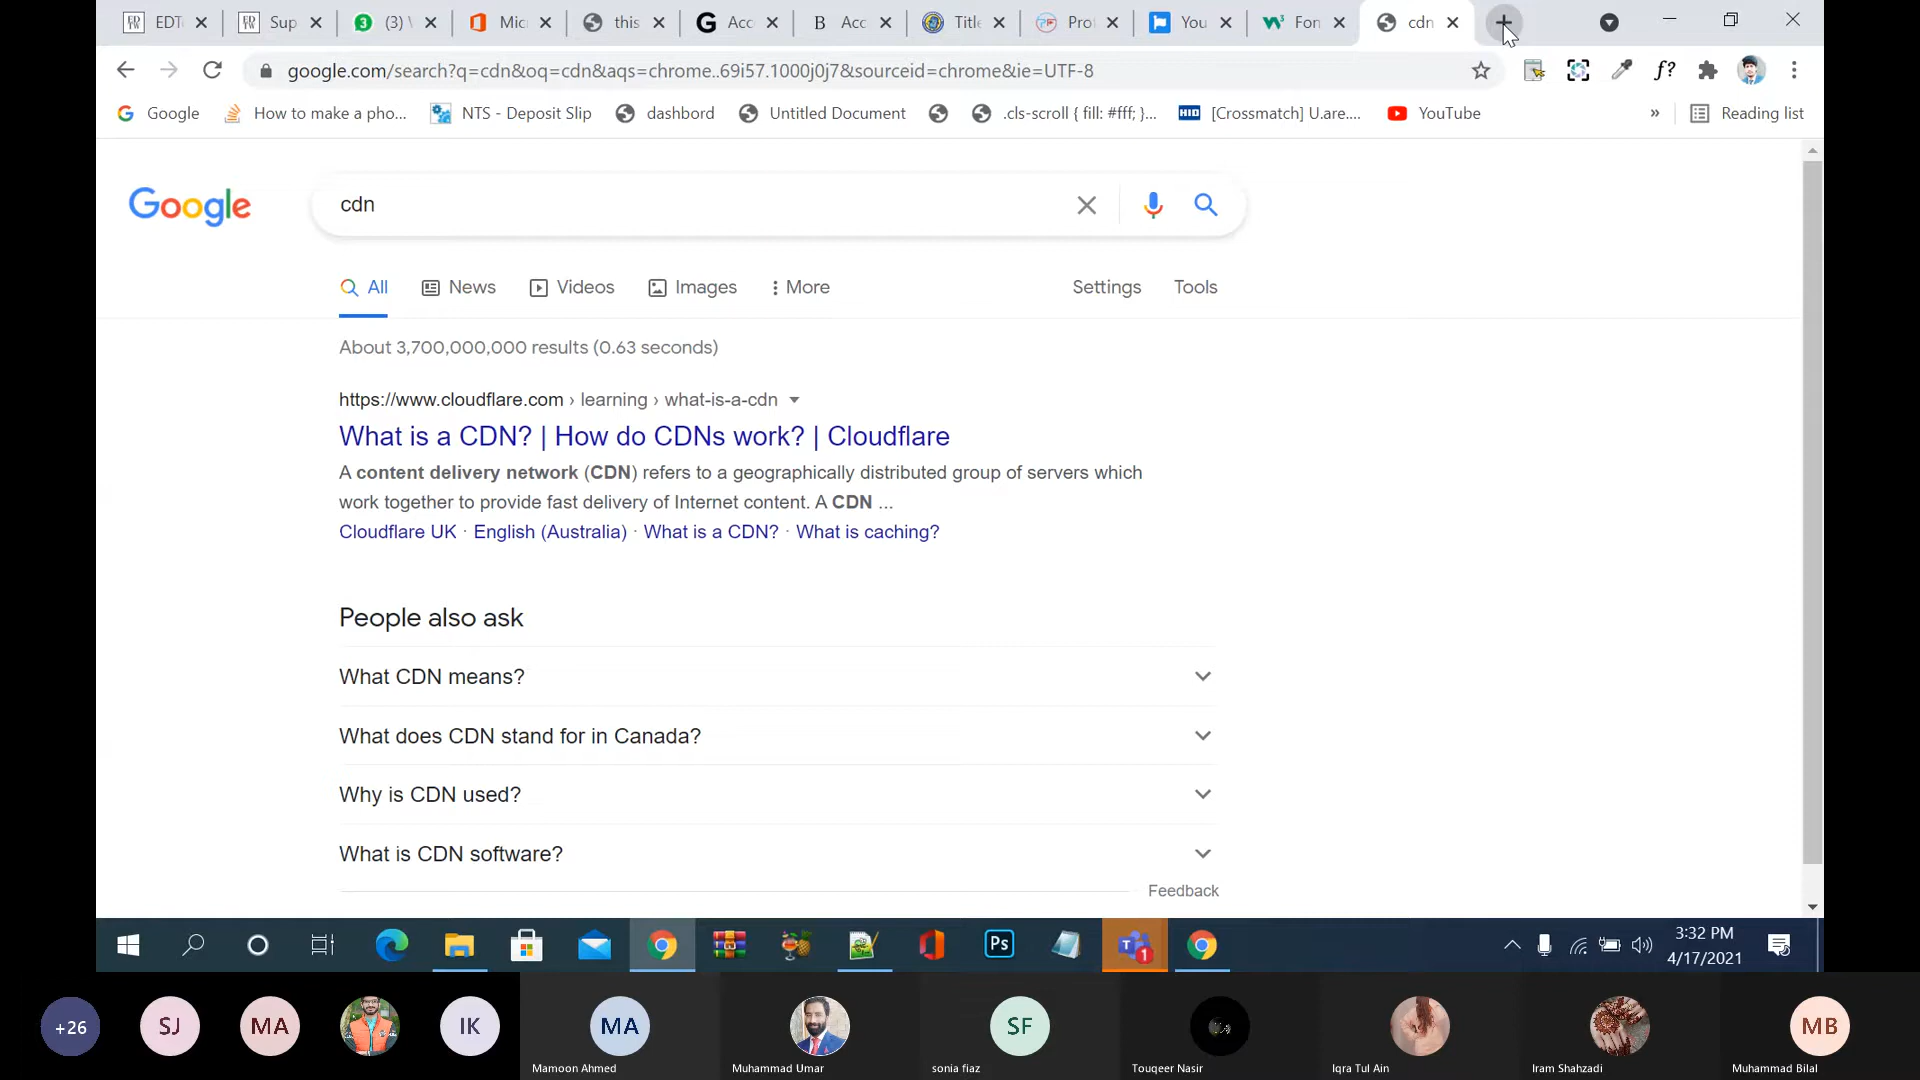 EDT
Sup
(3)
Mic
this
Acc
Acc
Title
Pro
You
Fon
cdn
google.com/search?q=cdn&oq=cdn&aqs=chrome..69i57.1000j0j7&sourceid=chrome&ie=UTF-8
f?
Google
How to make a pho...
NTS - Deposit Slip
dashbord
Untitled Document
.cls-scroll { fill: #fff; }...
HID
[Crossmatch] U.are....
YouTube
»
Reading list
Google
cdn
All
News
Videos
Images
More
Settings
Tools
About 3,700,000,000 results (0.63 seconds)
https://www.cloudflare.com › learning › what-is-a-cdn
What is a CDN? | How do CDNs work? | Cloudflare
A content delivery network (CDN) refers to a geographically distributed group of servers which
work together to provide fast delivery of Internet content. A CDN ...
Cloudflare UK · English (Australia) · What is a CDN? · What is caching?
People also ask
What CDN means?
What does CDN stand for in Canada?
Why is CDN used?
What is CDN software?
Feedback
Ps
1
3:32 PM
4/17/2021
+26
SJ
MA
IK
MA
SF
MB
Mamoon Ahmed
Muhammad Umar
sonia fiaz
Touqeer Nasir
Iqra Tul Ain
Iram Shahzadi
Muhammad Bilal